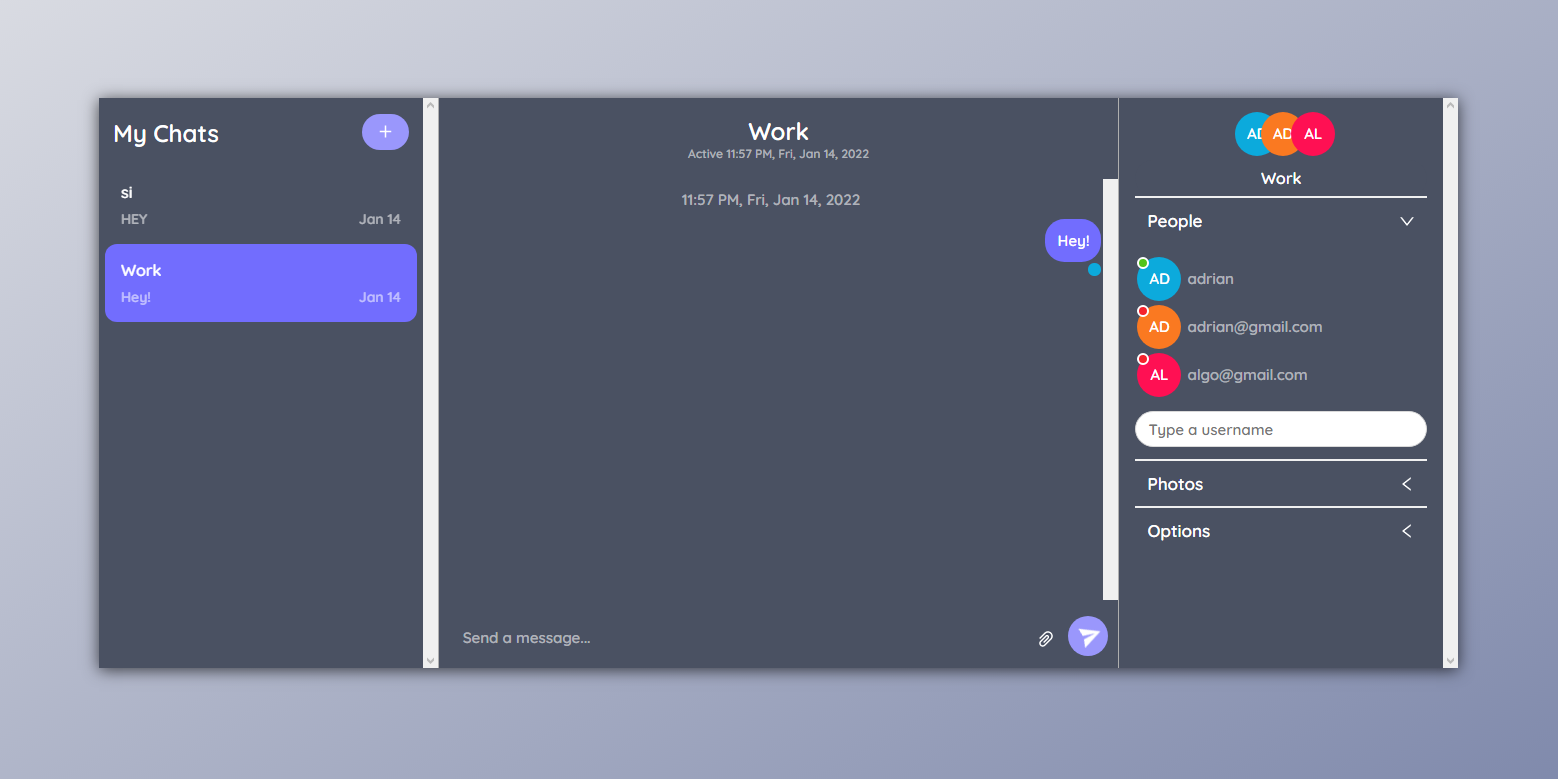 My Chats
+
si
HEY Jan 14
Work
Hey! Jan 14
Work
Active 11:57 PM, Fri, Jan 14, 2022
11:57 PM, Fri, Jan 14, 2022
Hey!
Send a message...
AD AD AL
Work
People
AD adrian
AD adrian@gmail.com
AL algo@gmail.com
Type a username
Photos
Options